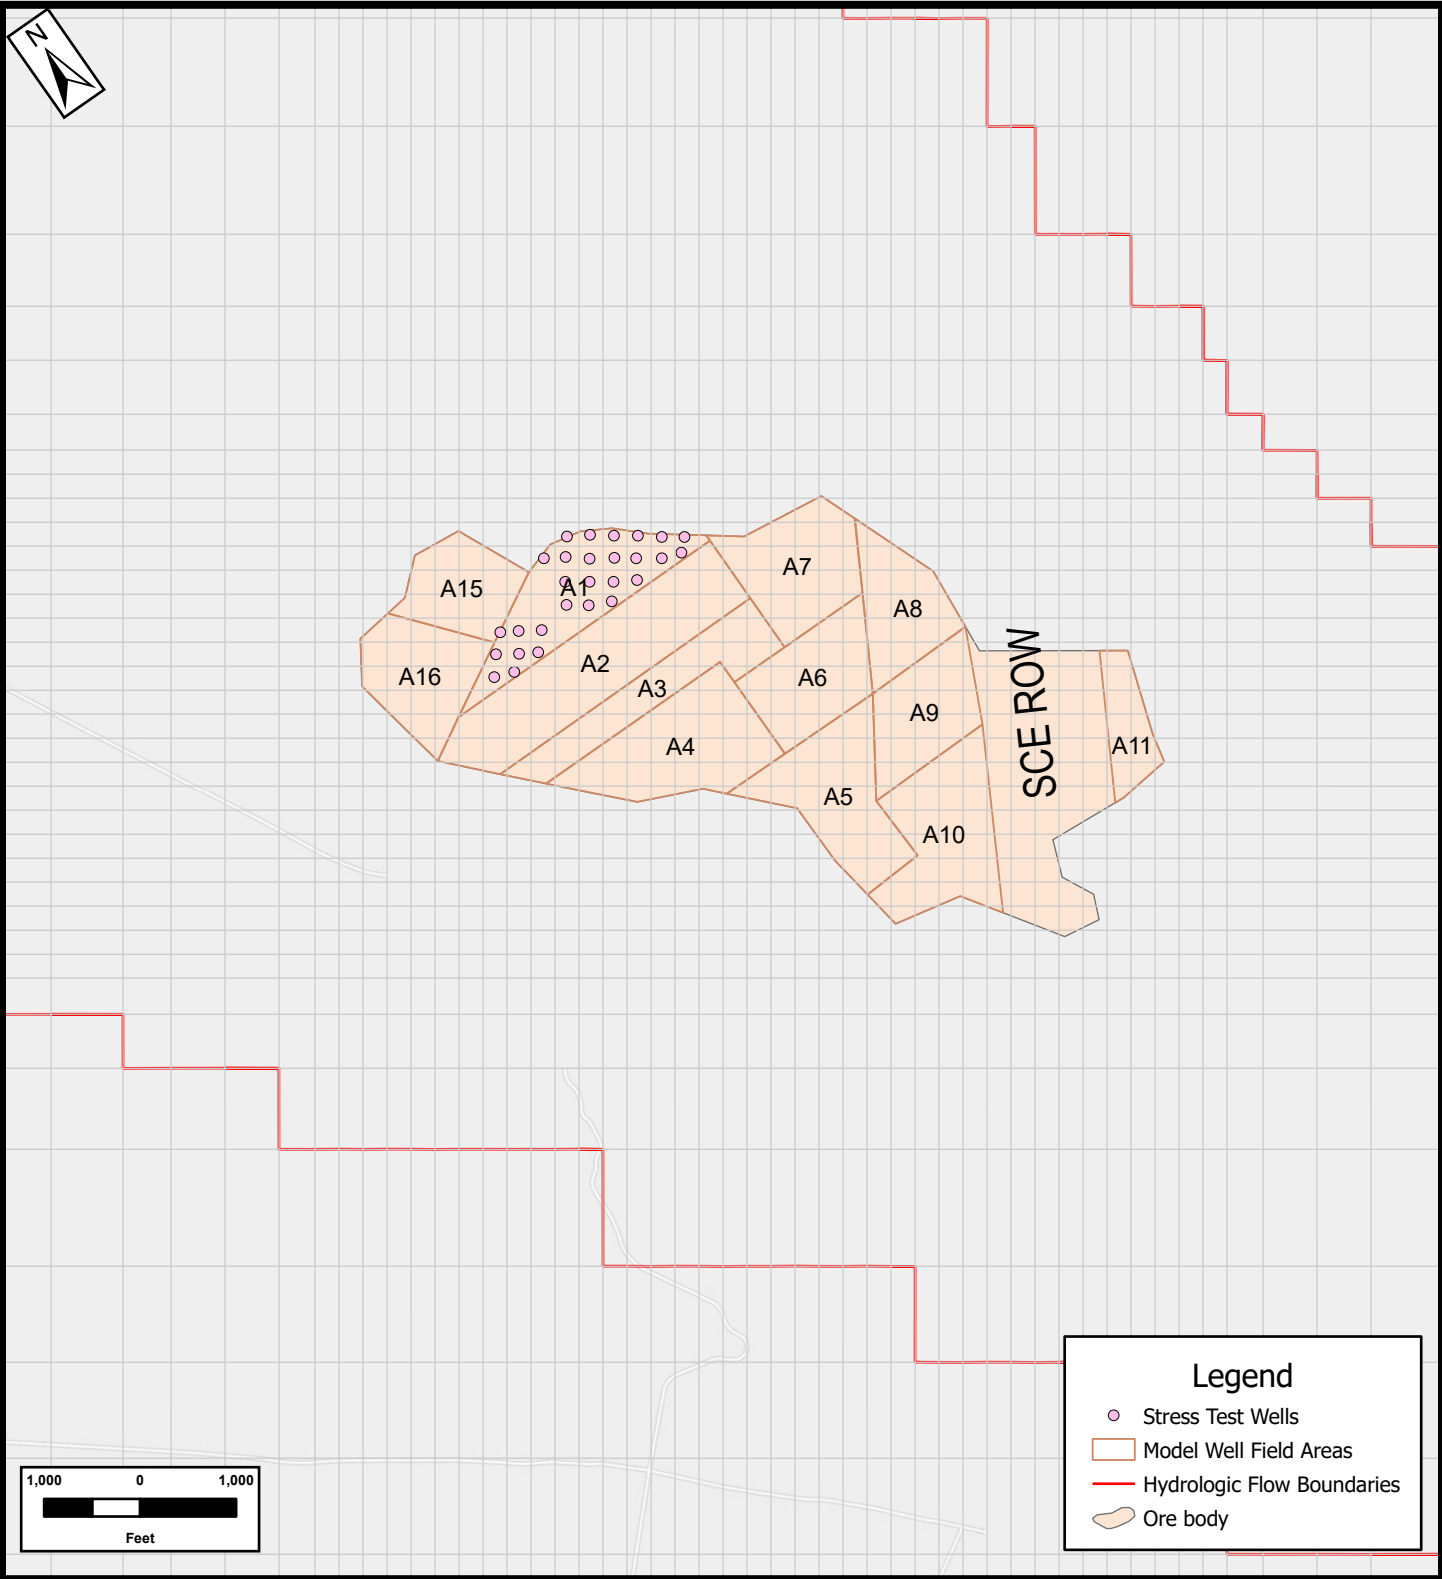 N
A7
A1
A15
A8
SCE ROW
A2
A16
A6
A3
A9
A4
A11
A5
A10
Legend
Stress Test Wells
Model Well Field Areas
Hydrologic Flow Boundaries
Ore body
1,000 0 1,000
Feet